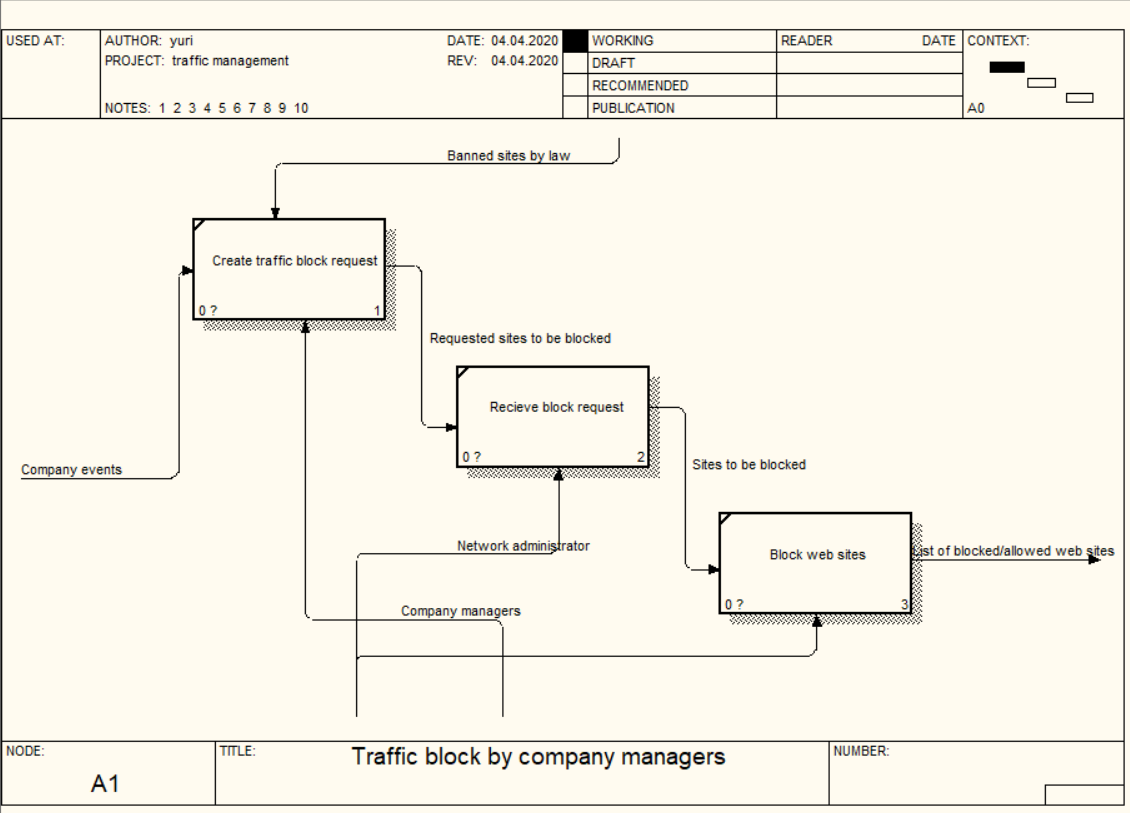 USED AT:
AUTHOR: yuri
DATE: 04.04.2020
PROJECT: traffic management
REV: 04.04.2020
NOTES: 1 2 3 4 5 6 7 8 9 10
WORKING
DRAFT
RECOMMENDED
PUBLICATION
READER DATE
CONTEXT:
A0
Banned sites by law
Create traffic block request
0 ? 1
Requested sites to be blocked
Recieve block request
0 ? 2
Company events
Sites to be blocked
Network administrator
Block web sites
0 ? 3
List of blocked/allowed web sites
Company managers
NODE:
A1
TITLE:
Traffic block by company managers
NUMBER: